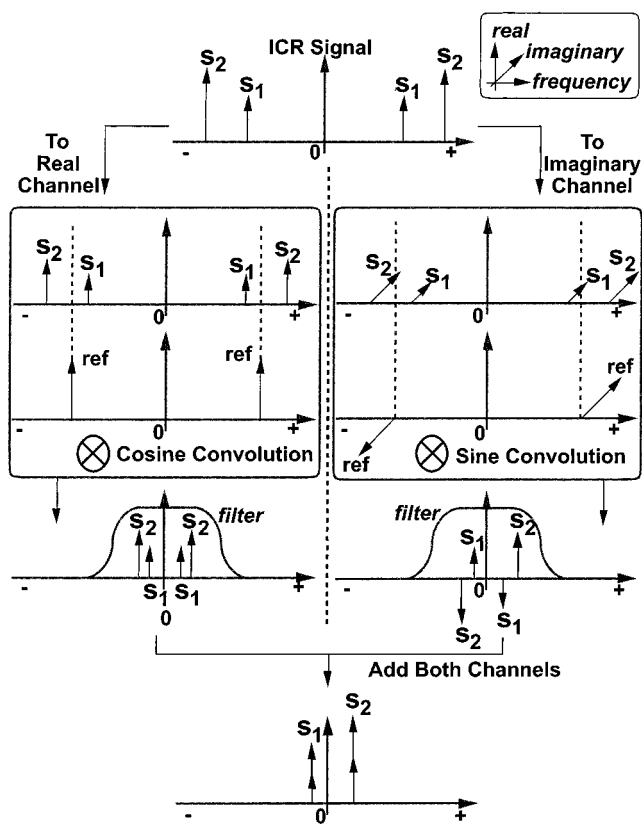 ICR Signal
real
imaginary
frequency
S2
S1
S1
S2
-
0
+
To
Real
Channel
To
Imaginary
Channel
S2
S1
S1
S2
-
0
+
ref
ref
-
0
+
Cosine Convolution
S2
S1
S1
S2
-
0
+
ref
ref
-
0
+
Sine Convolution
filter
S2
S2
S1
S1
-
0
+
filter
S1
S2
-
0
+
S2
S1
Add Both Channels
S1
S2
-
0
+